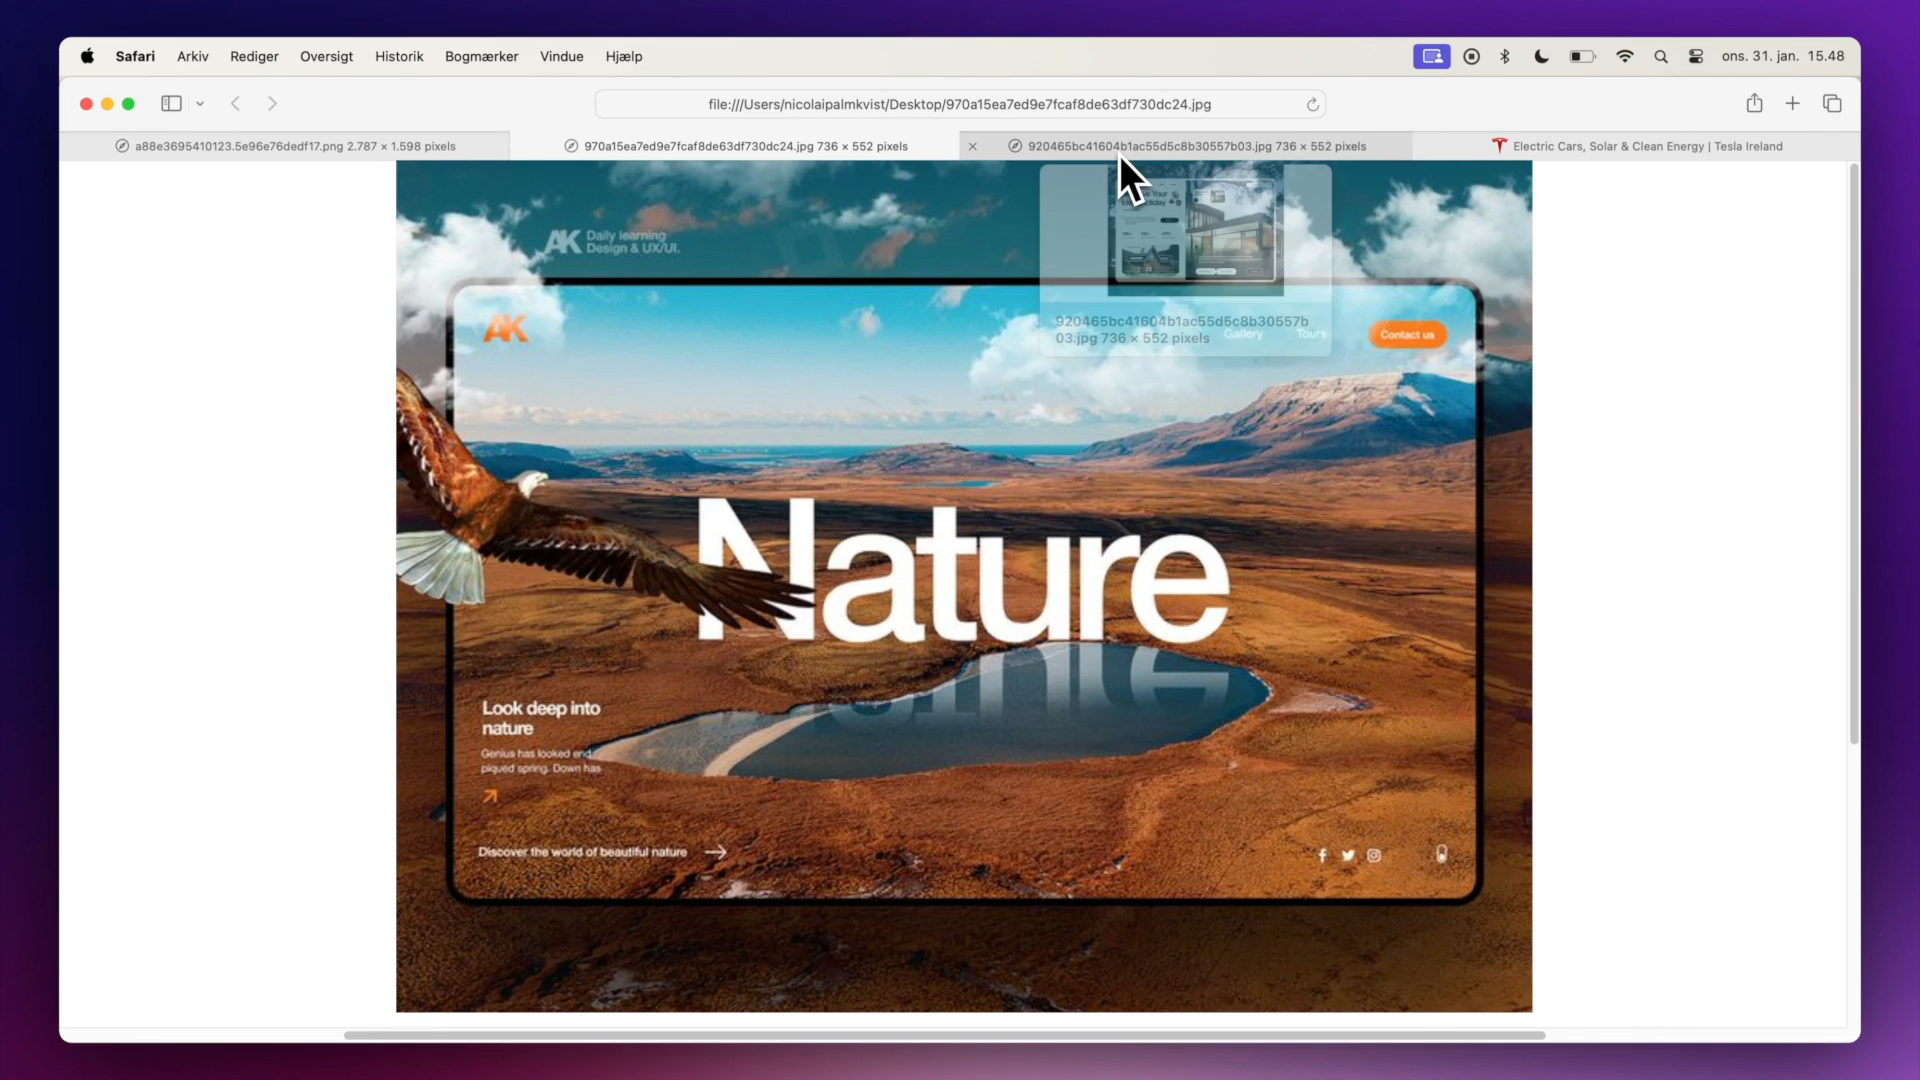 Safari Arkiv Rediger Oversigt Historik Bogmærker Vindue Hjælp ons. 31. jan. 15.48
file:///Users/nicolaipalmkvist/Desktop/970a15ea7ed9e7fcaf8de63df730dc24.jpg
a88e3695410123.5e96e76dedf17.png 2.787 × 1.598 pixels
970a15ea7ed9e7fcaf8de63df730dc24.jpg 736 × 552 pixels
920465bc41604b1ac55d5c8b30557b03.jpg 736 × 552 pixels
Electric Cars, Solar & Clean Energy | Tesla Ireland
AK Daily learning
Design & UX/UI.
920465bc41604b1ac55d5c8b30557b
03.jpg 736 × 552 pixels
AK
Gallery Tours Contact us
Nature
Look deep into
nature
Genius has looked end
piqued spring. Down has
Discover the world of beautiful nature